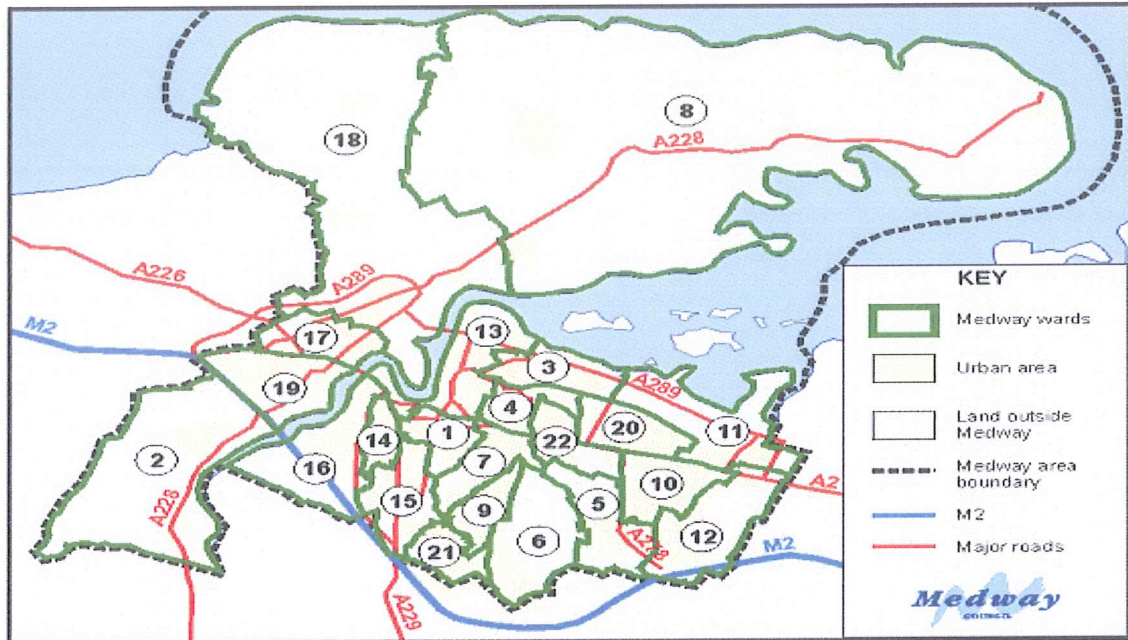 18
8
A228
A226
A289
M2
17
13
3
A289
19
4
20
11
14
1
22
2
16
7
10
A2
15
9
5
A228
6
12
21
A278
M2
A229
KEY
Medway wards
Urban area
Land outside
Medway
Medway area
boundary
M2
Major roads
Medway
COUNCIL